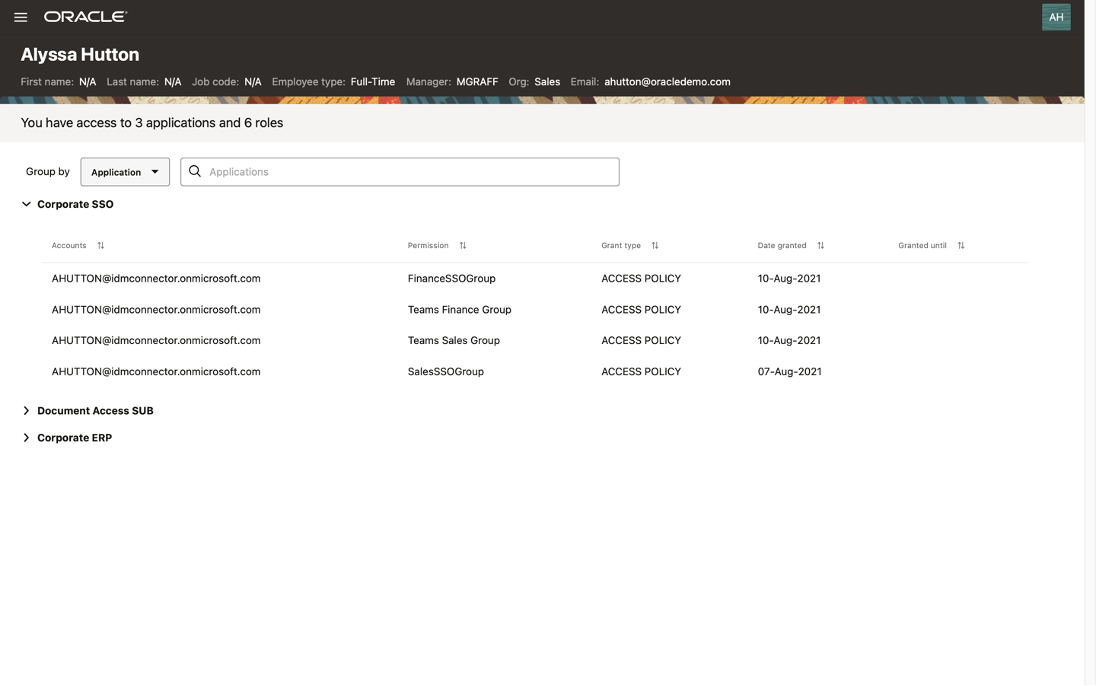 ORACLE
AH
Alyssa Hutton
First name: N/A Last name: N/A Job code: N/A Employee type: Full-Time Manager: MGRAFF Org: Sales Email: ahutton@oracledemo.com
You have access to 3 applications and 6 roles
Group by Application Applications
Corporate SSO
Accounts Permission Grant type Date granted Granted until
AHUTTON@idmconnector.onmicrosoft.com FinanceSSOGroup ACCESS POLICY 10-Aug-2021
AHUTTON@idmconnector.onmicrosoft.com Teams Finance Group ACCESS POLICY 10-Aug-2021
AHUTTON@idmconnector.onmicrosoft.com Teams Sales Group ACCESS POLICY 10-Aug-2021
AHUTTON@idmconnector.onmicrosoft.com SalesSSOGroup ACCESS POLICY 07-Aug-2021
Document Access SUB
Corporate ERP